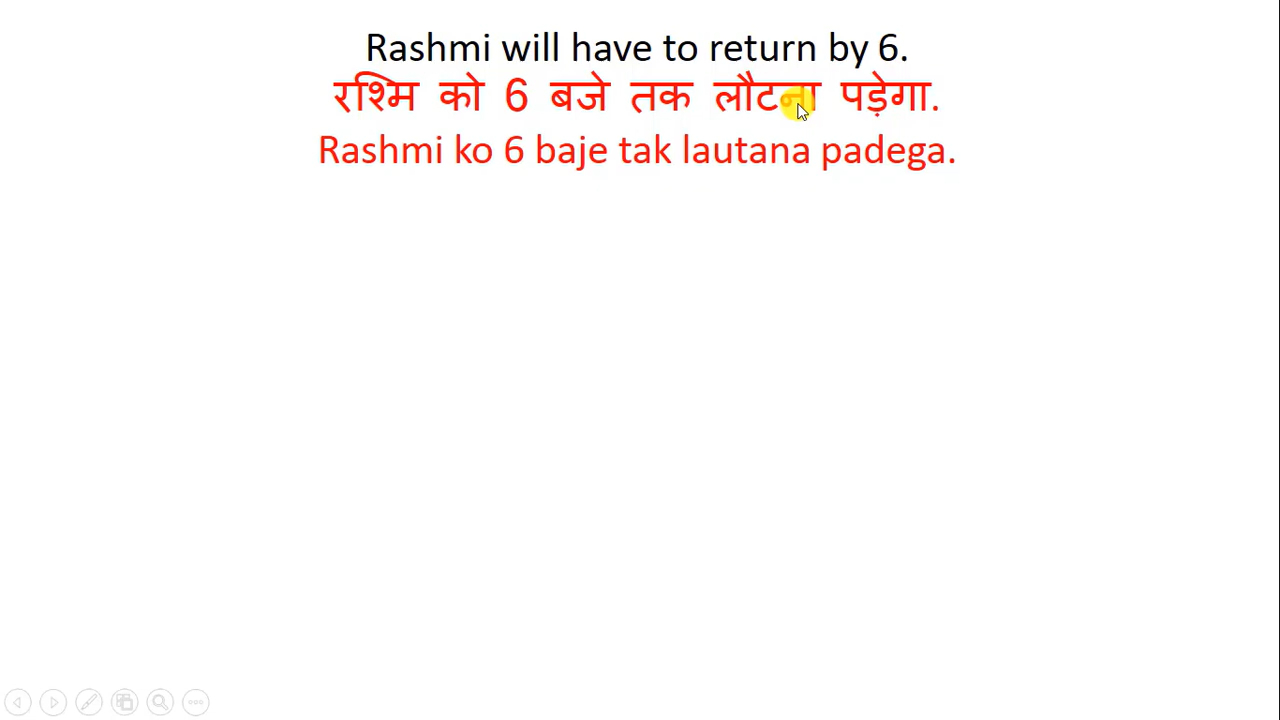 Rashmi will have to return by 6.
रश्मि को 6 बजे तक लौटना पड़ेगा.
Rashmi ko 6 baje tak lautana padega.